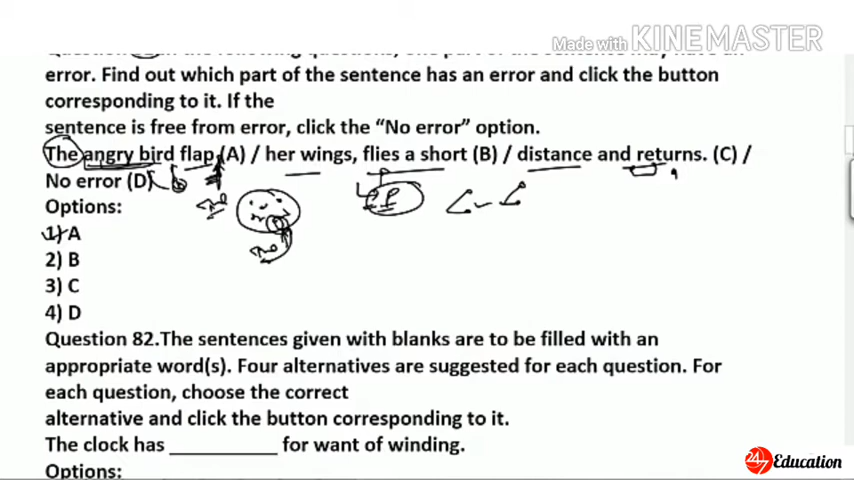 Made with KINEMASTER
error. Find out which part of the sentence has an error and click the button
corresponding to it. If the
sentence is free from error, click the “No error” option.
The angry bird flap (A) / her wings, flies a short (B) / distance and returns. (C) /
No error (D)
Options:
1) A
2) B
3) C
4) D
Question 82.The sentences given with blanks are to be filled with an
appropriate word(s). Four alternatives are suggested for each question. For
each question, choose the correct
alternative and click the button corresponding to it.
The clock has __________ for want of winding.
Options:
24/7 Education